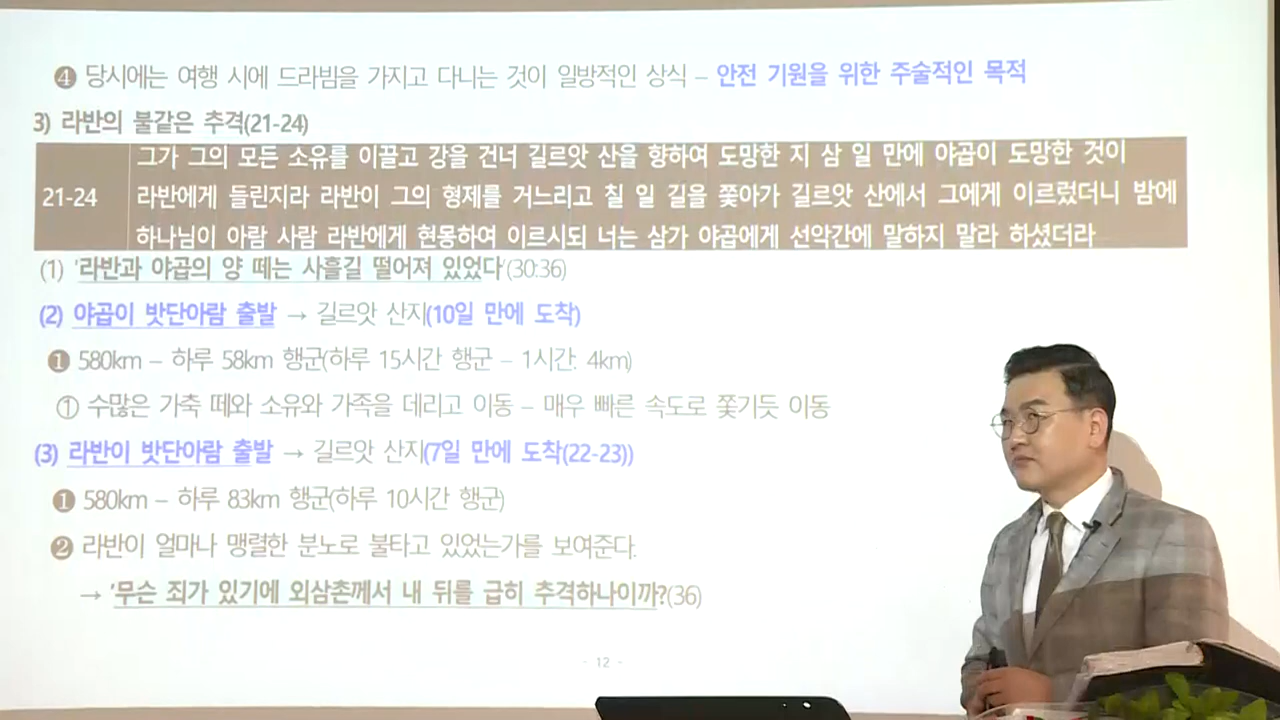 ❹ 당시에는 여행 시에 드라빔을 가지고 다니는 것이 일방적인 상식 – 안전 기원을 위한 주술적인 목적
3) 라반의 불같은 추격(21-24)
21-24
그가 그의 모든 소유를 이끌고 강을 건너 길르앗 산을 향하여 도망한 지 삼 일 만에 야곱이 도망한 것이
라반에게 들린지라 라반이 그의 형제를 거느리고 칠 일 길을 쫓아가 길르앗 산에서 그에게 이르렀더니 밤에
하나님이 아람 사람 라반에게 현몽하여 이르시되 너는 삼가 야곱에게 선악간에 말하지 말라 하셨더라
(1) ‘라반과 야곱의 양 떼는 사흘길 떨어져 있었다’(30:36)
(2) 야곱이 밧단아람 출발 → 길르앗 산지(10일 만에 도착)
❶ 580km – 하루 58km 행군(하루 15시간 행군 – 1시간: 4km)
① 수많은 가축 떼와 소유와 가족을 데리고 이동 – 매우 빠른 속도로 쫓기듯 이동
(3) 라반이 밧단아람 출발 → 길르앗 산지(7일 만에 도착(22-23))
❶ 580km – 하루 83km 행군(하루 10시간 행군)
❷ 라반이 얼마나 맹렬한 분노로 불타고 있었는가를 보여준다.
→ ‘무슨 죄가 있기에 외삼촌께서 내 뒤를 급히 추격하나이까?(36)
- 12 -